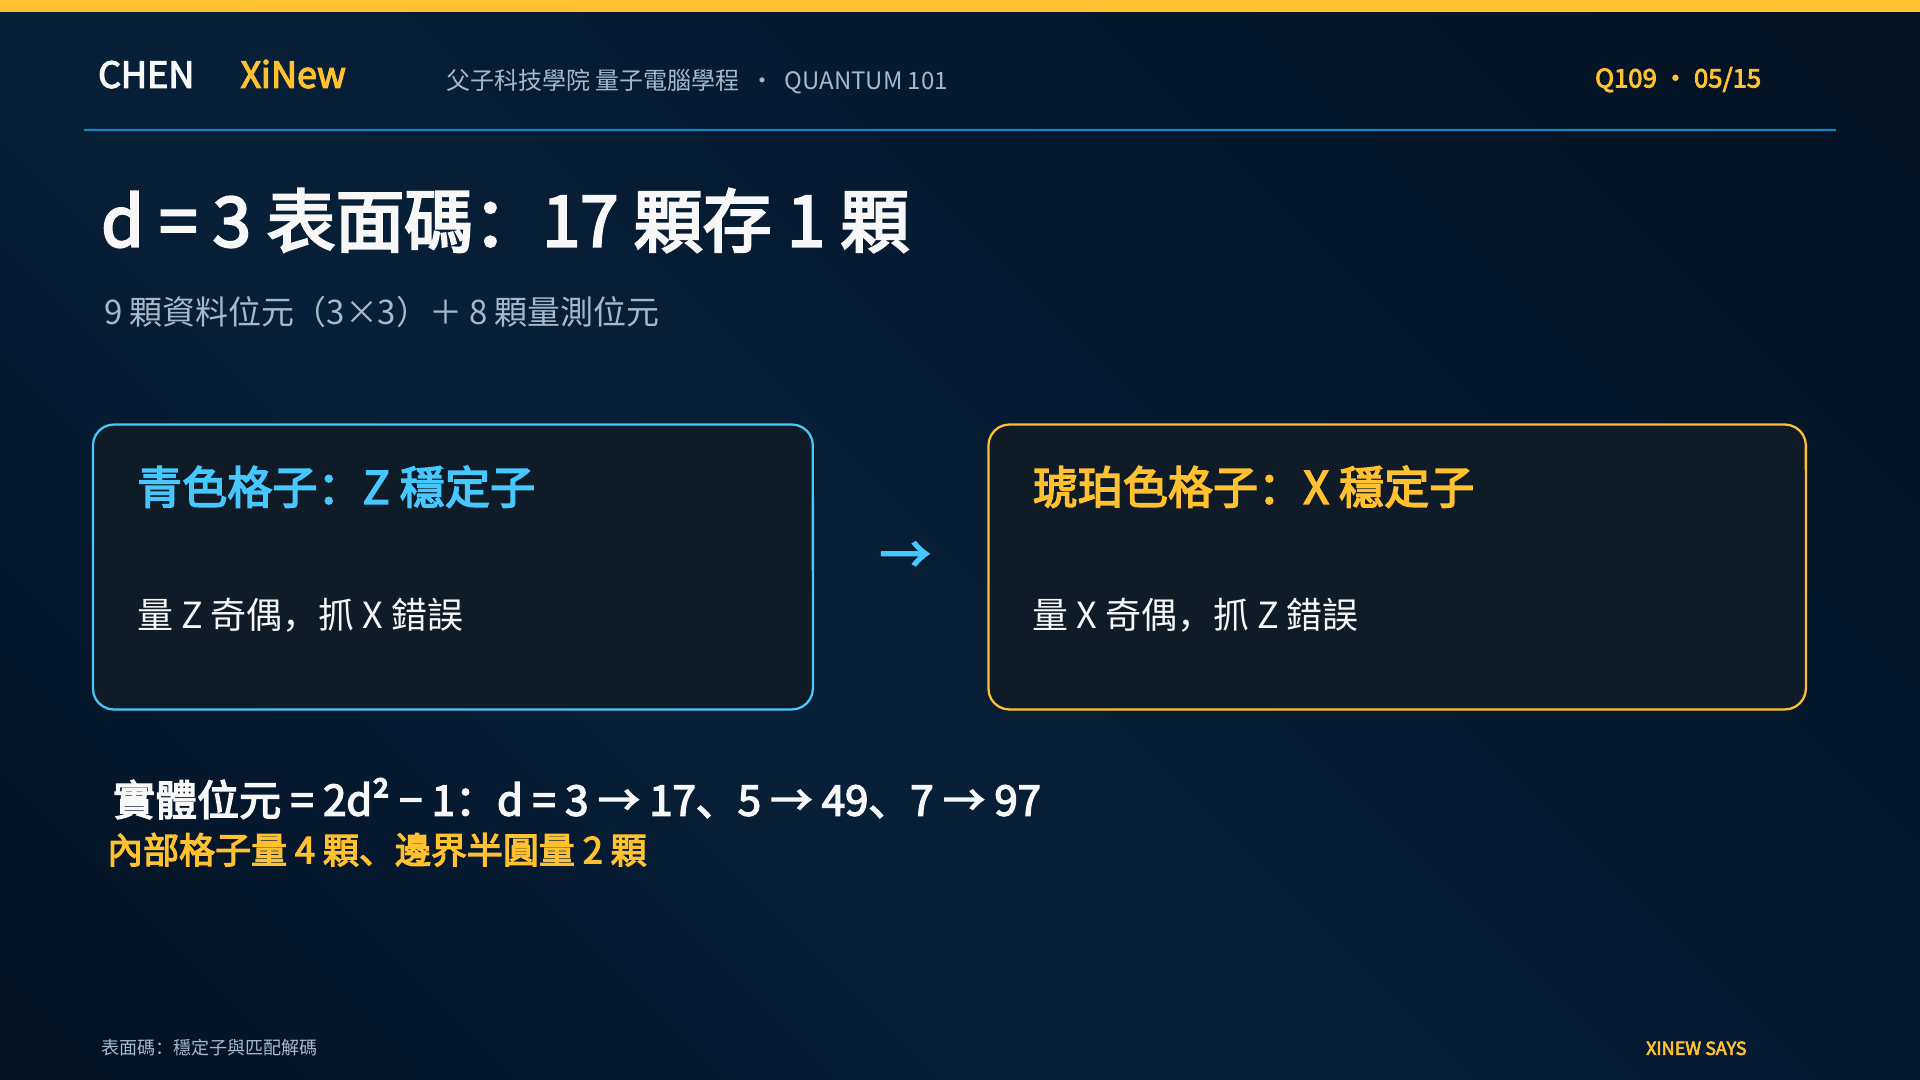 CHEN XiNew 父子科技學院 量子電腦學程 · QUANTUM 101 Q109 · 05/15
d = 3 表面碼：17 顆存 1 顆
9 顆資料位元（3×3）＋ 8 顆量測位元
青色格子：Z 穩定子
量 Z 奇偶，抓 X 錯誤
→
琥珀色格子：X 穩定子
量 X 奇偶，抓 Z 錯誤
實體位元 = 2d² − 1：d = 3 → 17、5 → 49、7 → 97
內部格子量 4 顆、邊界半圓量 2 顆
表面碼：穩定子與匹配解碼
XINEW SAYS